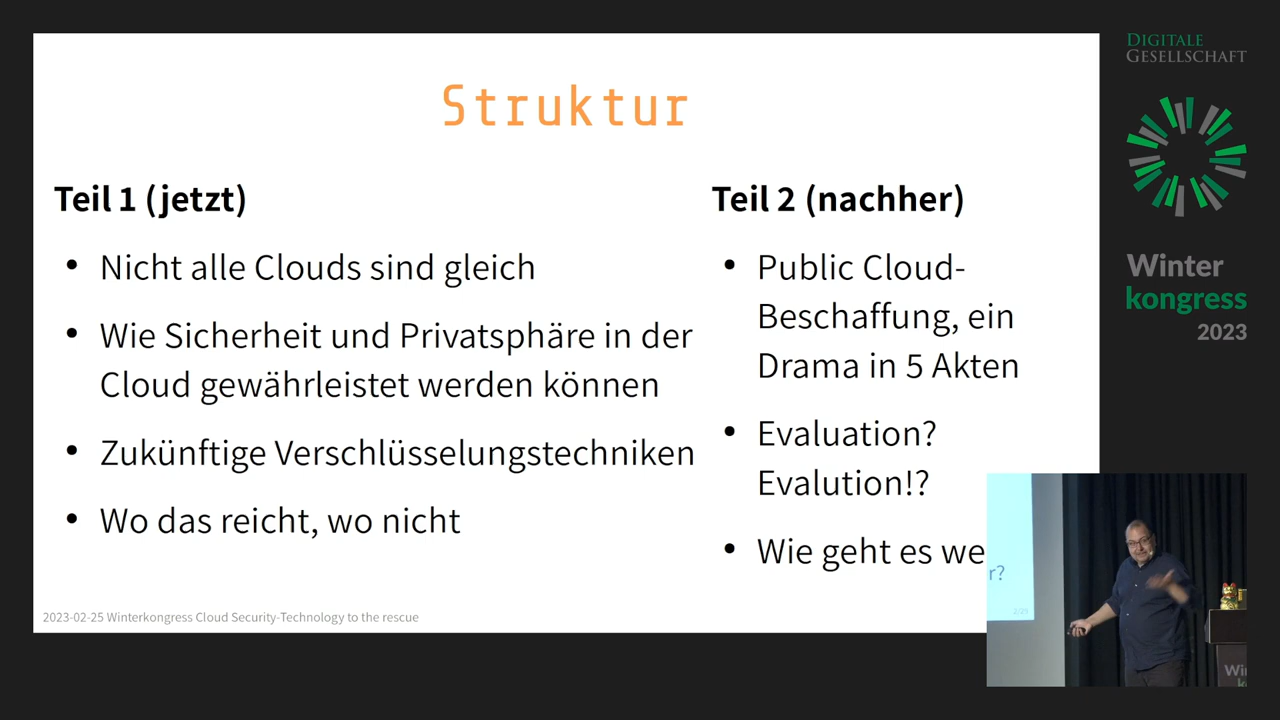 Struktur
Teil 1 (jetzt)
• Nicht alle Clouds sind gleich
• Wie Sicherheit und Privatsphäre in der
Cloud gewährleistet werden können
• Zukünftige Verschlüsselungstechniken
• Wo das reicht, wo nicht
Teil 2 (nachher)
• Public Cloud-
Beschaffung, ein
Drama in 5 Akten
• Evaluation?
Evalution!?
• Wie geht es we
2023-02-25 Winterkongress Cloud Security-Technology to the rescue
DIGITALE
GESELLSCHAFT
Winter
kongress
2023
r?
Win
k